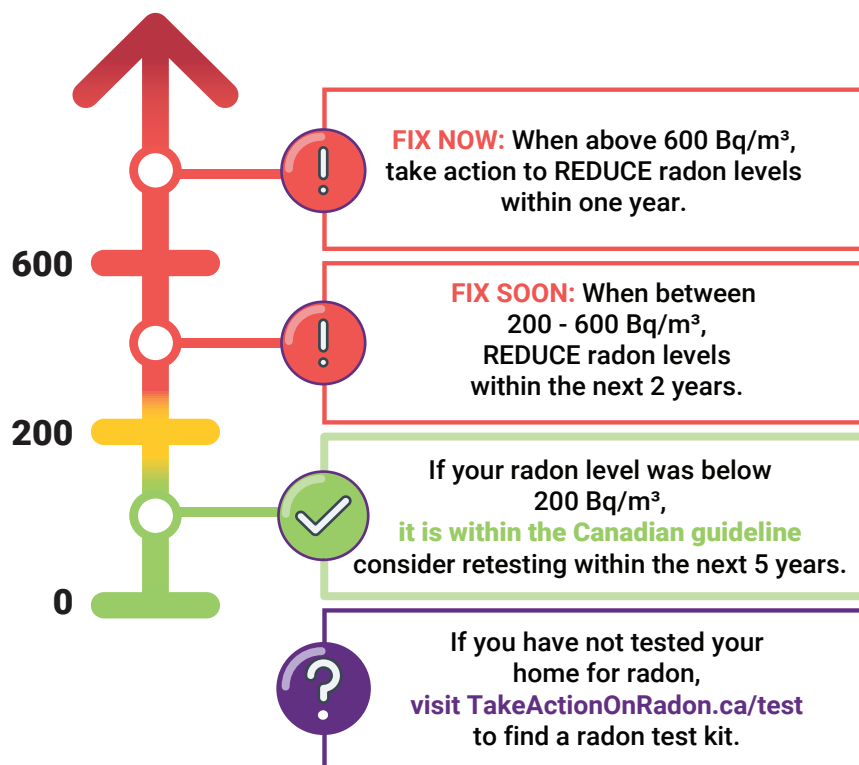 FIX NOW: When above 600 Bq/m³,
take action to REDUCE radon levels
within one year.
600
FIX SOON: When between
200 - 600 Bq/m³,
REDUCE radon levels
within the next 2 years.
200
If your radon level was below
200 Bq/m³,
it is within the Canadian guideline
consider retesting within the next 5 years.
0
If you have not tested your
home for radon,
visit TakeActionOnRadon.ca/test
to find a radon test kit.